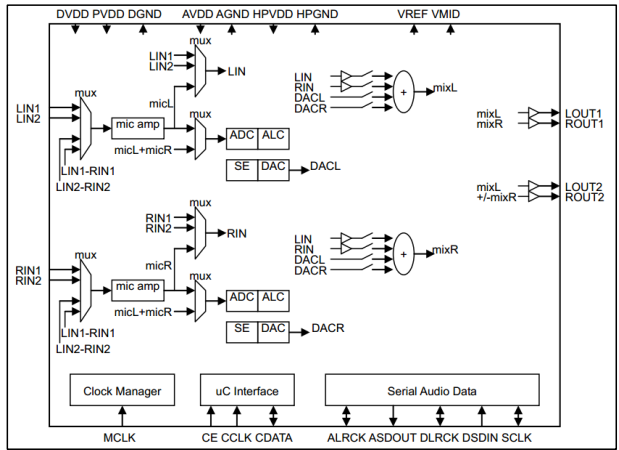 DVDD PVDD DGND AVDD AGND HPVDD HPGND VREF VMID
mux
LIN1
LIN2
LIN
mux
LIN1
LIN2
micL
mic amp
mux
micL+micR
ADC ALC
SE DAC DACL
LIN1-RIN1
LIN2-RIN2
LIN
RIN
DACL
DACR
+
mixL
mixL
mixR
LOUT1
ROUT1
mixL
+/-mixR
LOUT2
ROUT2
mux
RIN1
RIN2
RIN
mux
RIN1
RIN2
micR
mic amp
mux
micL+micR
ADC ALC
SE DAC DACR
LIN1-RIN1
LIN2-RIN2
LIN
RIN
DACL
DACR
+
mixR
Clock Manager
uC Interface
Serial Audio Data
MCLK CE CCLK CDATA ALRCK ASDOUT DLRCK DSDIN SCLK